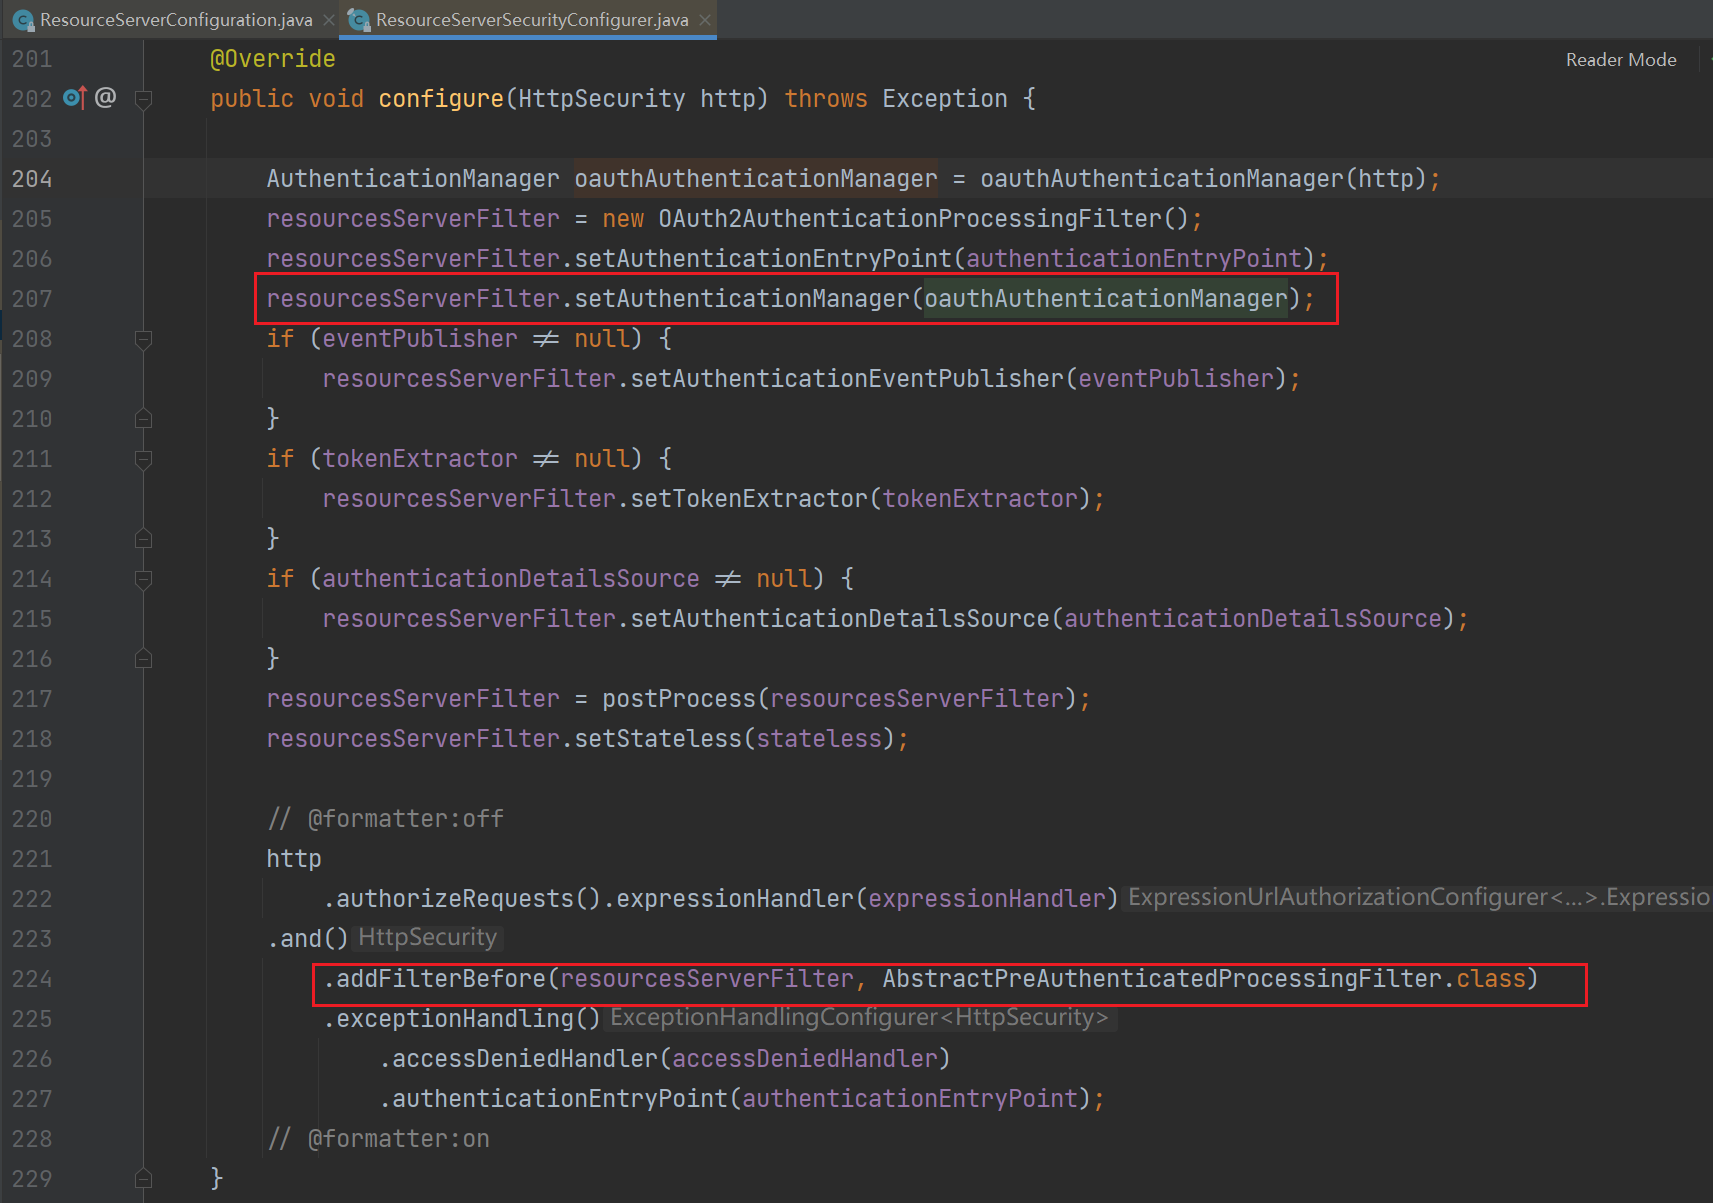 ResourceServerConfiguration.java ResourceServerSecurityConfigurer.java
Reader Mode
201 @Override
202 @ public void configure(HttpSecurity http) throws Exception {
203
204 AuthenticationManager oauthAuthenticationManager = oauthAuthenticationManager(http);
205 resourcesServerFilter = new OAuth2AuthenticationProcessingFilter();
206 resourcesServerFilter.setAuthenticationEntryPoint(authenticationEntryPoint);
207 resourcesServerFilter.setAuthenticationManager(oauthAuthenticationManager);
208 if (eventPublisher ≠ null) {
209 resourcesServerFilter.setAuthenticationEventPublisher(eventPublisher);
210 }
211 if (tokenExtractor ≠ null) {
212 resourcesServerFilter.setTokenExtractor(tokenExtractor);
213 }
214 if (authenticationDetailsSource ≠ null) {
215 resourcesServerFilter.setAuthenticationDetailsSource(authenticationDetailsSource);
216 }
217 resourcesServerFilter = postProcess(resourcesServerFilter);
218 resourcesServerFilter.setStateless(stateless);
219
220 // @formatter:off
221 http
222 .authorizeRequests().expressionHandler(expressionHandler) ExpressionUrlAuthorizationConfigurer<...>.Expressio
223 .and() HttpSecurity
224 .addFilterBefore(resourcesServerFilter, AbstractPreAuthenticatedProcessingFilter.class)
225 .exceptionHandling() ExceptionHandlingConfigurer<HttpSecurity>
226 .accessDeniedHandler(accessDeniedHandler)
227 .authenticationEntryPoint(authenticationEntryPoint);
228 // @formatter:on
229 }